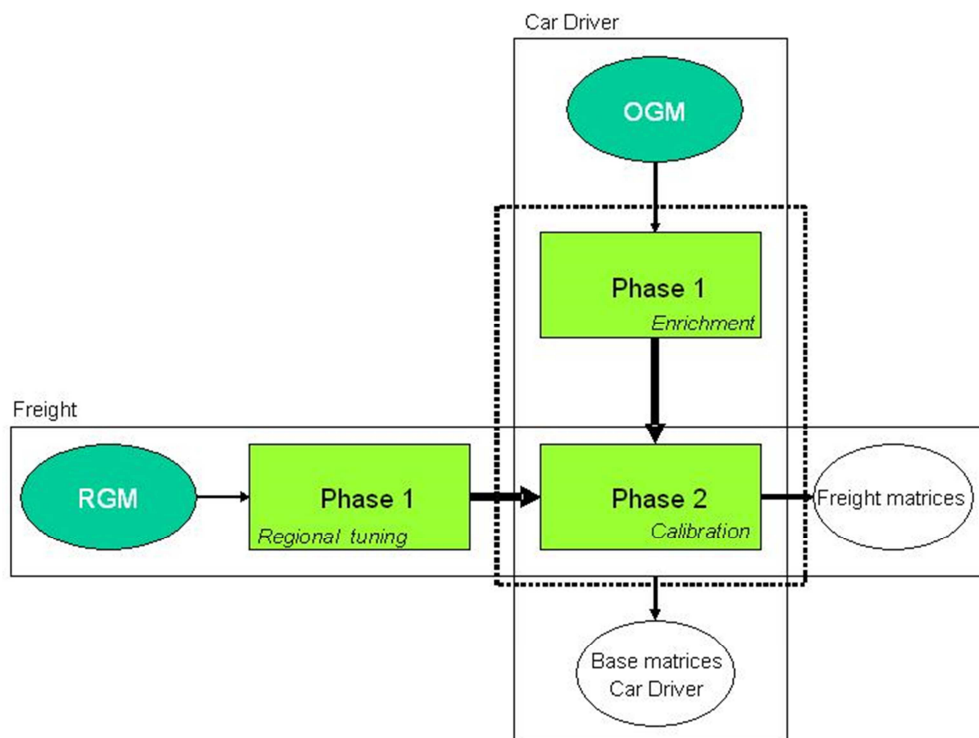 Car Driver
OGM
Phase 1
Enrichment
Freight
RGM
Phase 1
Regional tuning
Phase 2
Calibration
Freight matrices
Base matrices
Car Driver